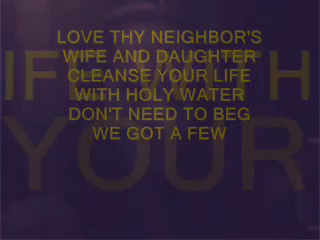 LOVE THY NEIGHBOR'S
WIFE AND DAUGHTER
CLEANSE YOUR LIFE
WITH HOLY WATER
DON'T NEED TO BEG
WE GOT A FEW
YOUR